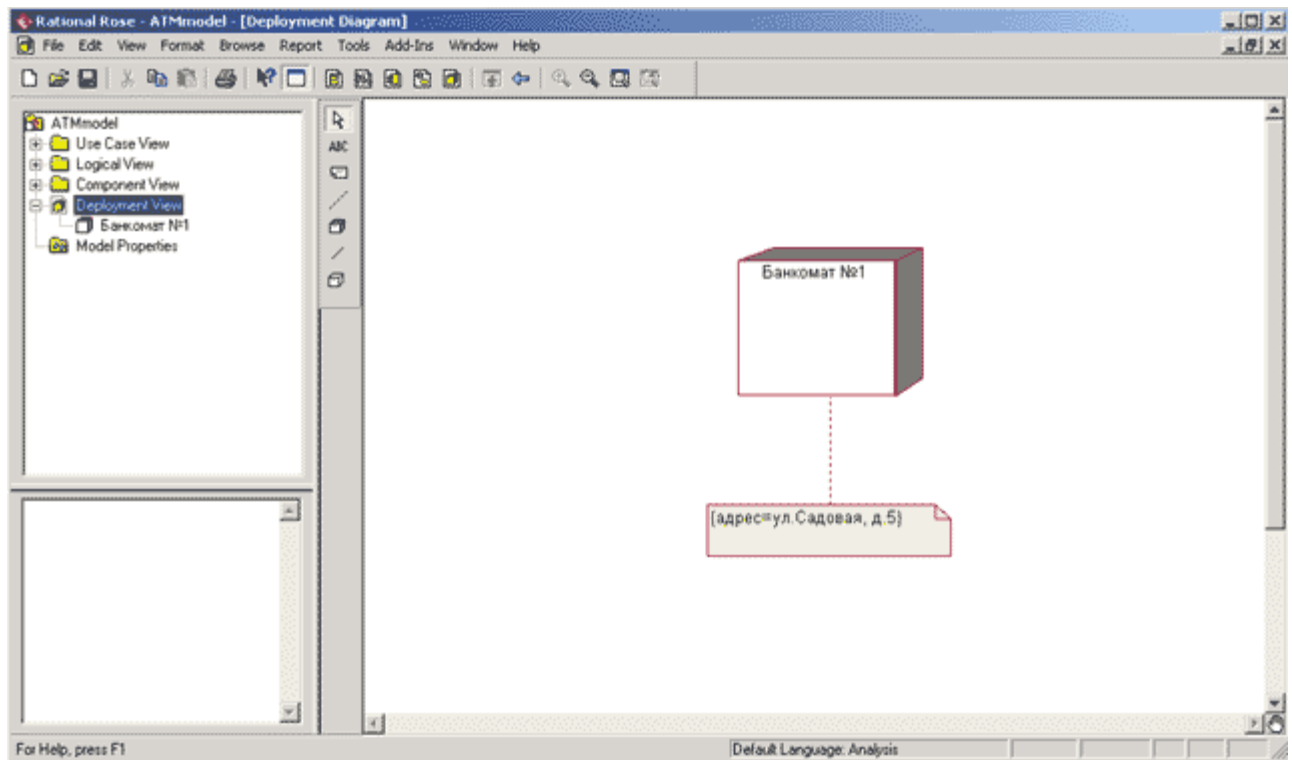 Rational Rose - ATMmodel - [Deployment Diagram]
File Edit View Format Browse Report Tools Add-Ins Window Help
ATMmodel
Use Case View
Logical View
Component View
Deployment View
Банкомат №1
Model Properties
ABC
Банкомат №1
{адрес=ул.Садовая, д.5}
For Help, press F1
Default Language: Analysis